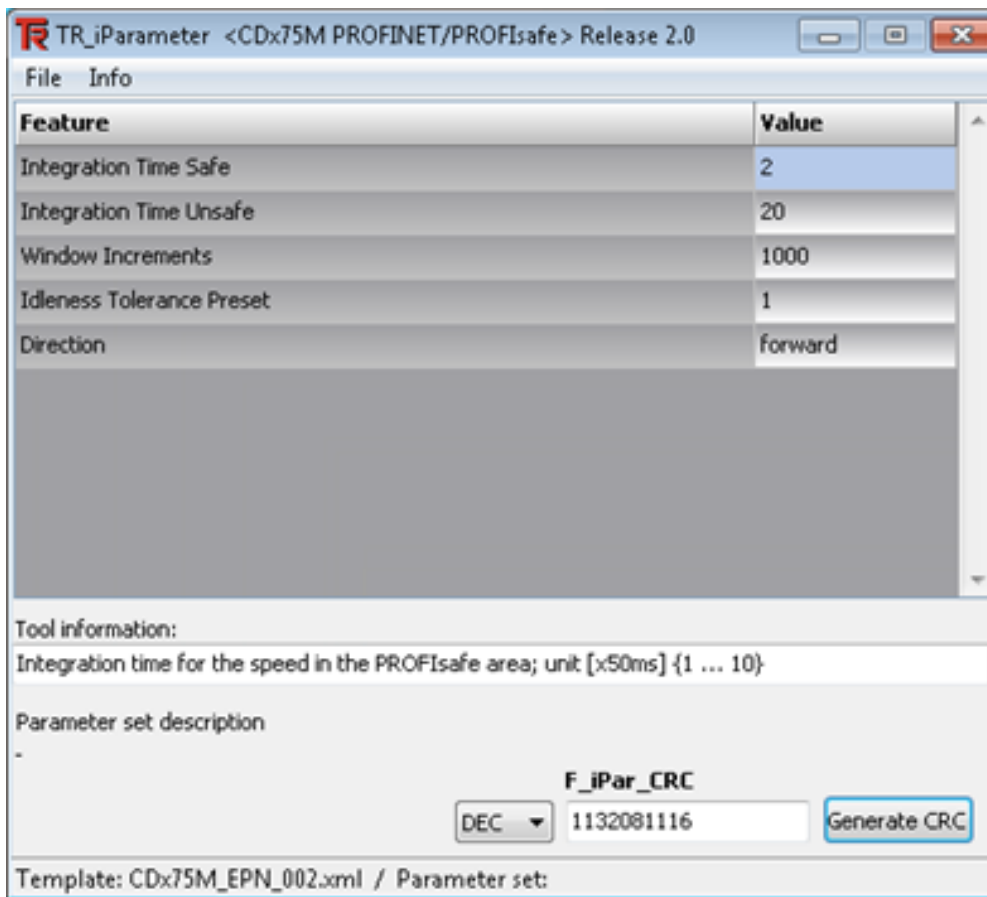 TR TR_iParameter <CDx75M PROFINET/PROFIsafe> Release 2.0
File Info
Feature Value
Integration Time Safe 2
Integration Time Unsafe 20
Window Increments 1000
Idleness Tolerance Preset 1
Direction forward
Tool information:
Integration time for the speed in the PROFIsafe area; unit [x50ms] {1 ... 10}
Parameter set description
-
F_iPar_CRC
DEC 1132081116 Generate CRC
Template: CDx75M_EPN_002.xml / Parameter set: